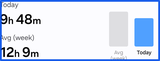 Today
9h 48m
Avg (week)
12h 9m
Avg
(week)
Today